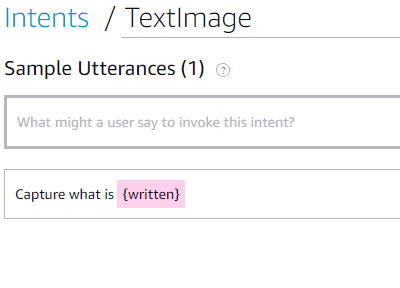 Intents / TextImage
Sample Utterances (1) ?
What might a user say to invoke this intent?
Capture what is {written}